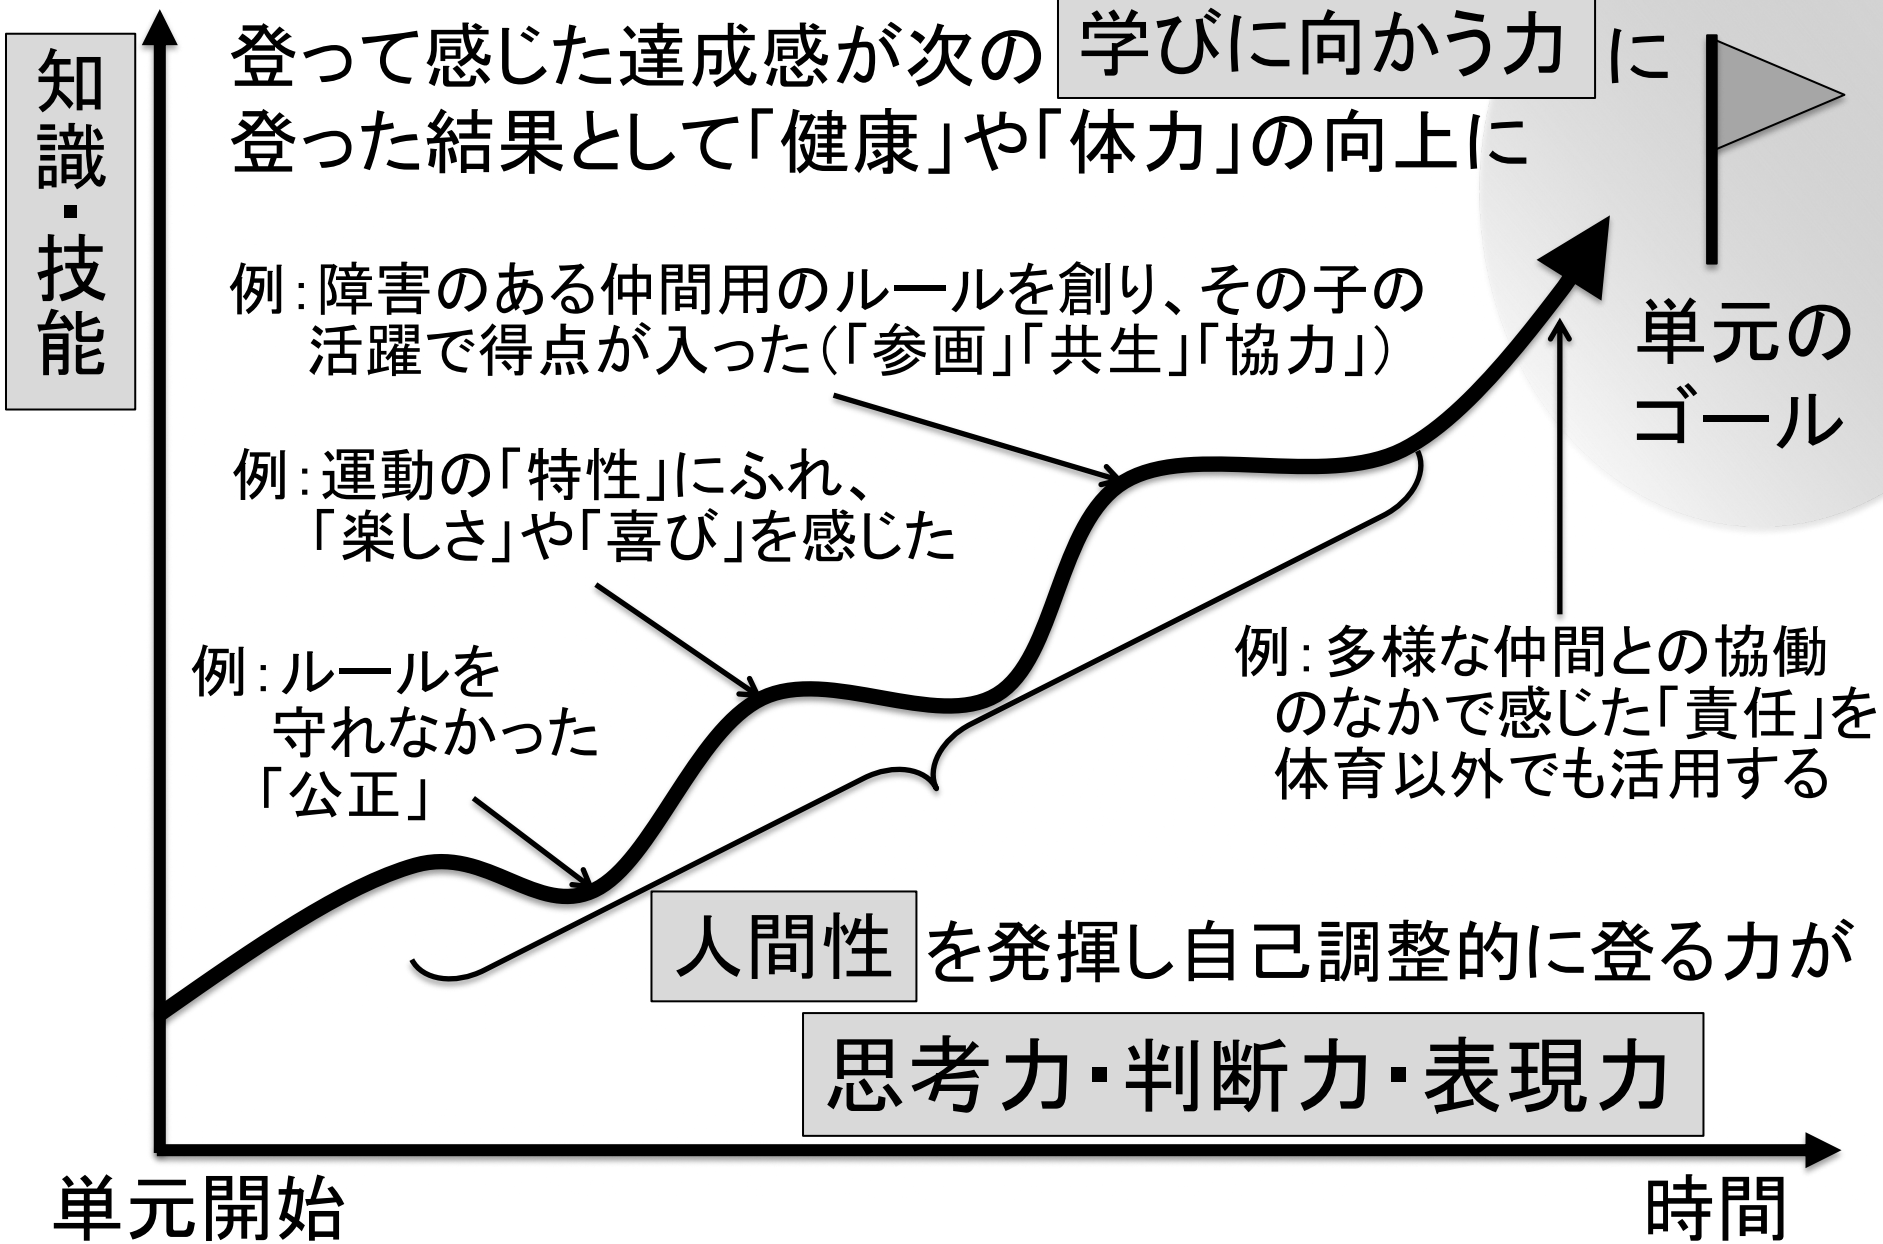 知識・技能
登って感じた達成感が次の 学びに向かう力 に
登った結果として「健康」や「体力」の向上に
例：障害のある仲間用のルールを創り、その子の
活躍で得点が入った（「参画」「共生」「協力」）
単元の
ゴール
例：運動の「特性」にふれ、
「楽しさ」や「喜び」を感じた
例：ルールを
守れなかった
「公正」
例：多様な仲間との協働
のなかで感じた「責任」を
体育以外でも活用する
人間性 を発揮し自己調整的に登る力が
思考力・判断力・表現力
単元開始
時間